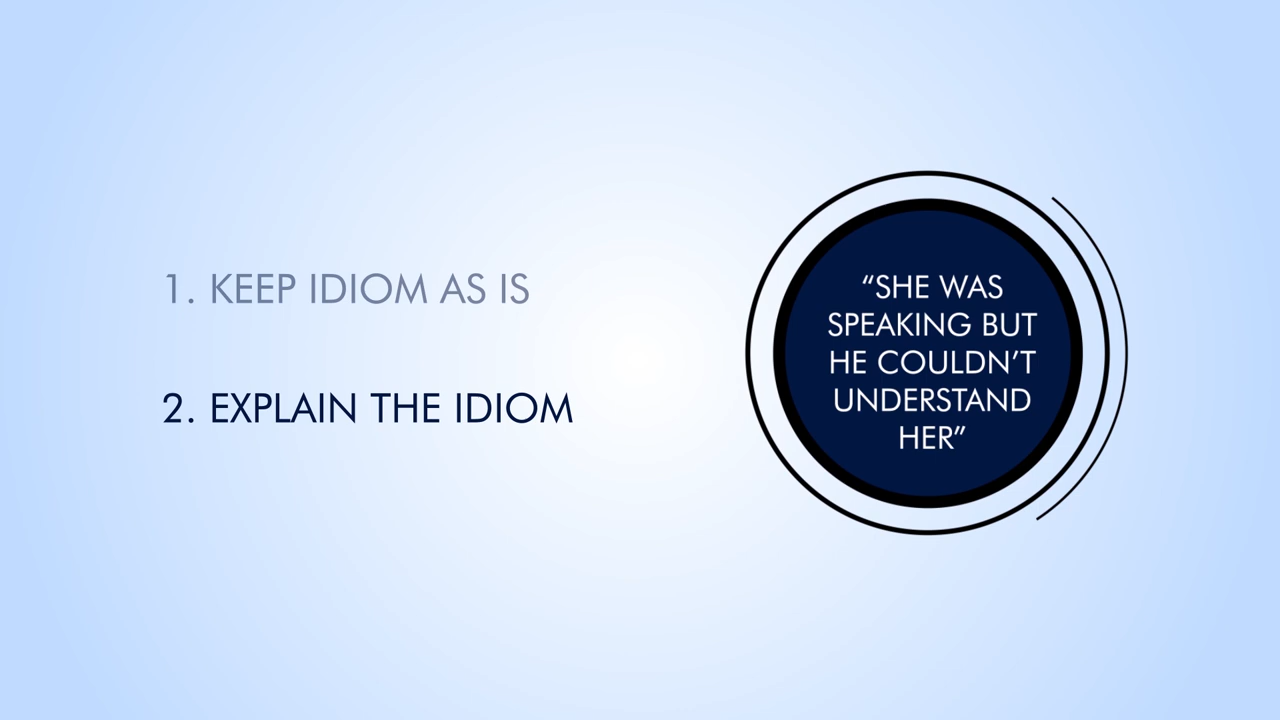 1. KEEP IDIOM AS IS
2. EXPLAIN THE IDIOM
“SHE WAS
SPEAKING BUT
HE COULDN’T
UNDERSTAND
HER”